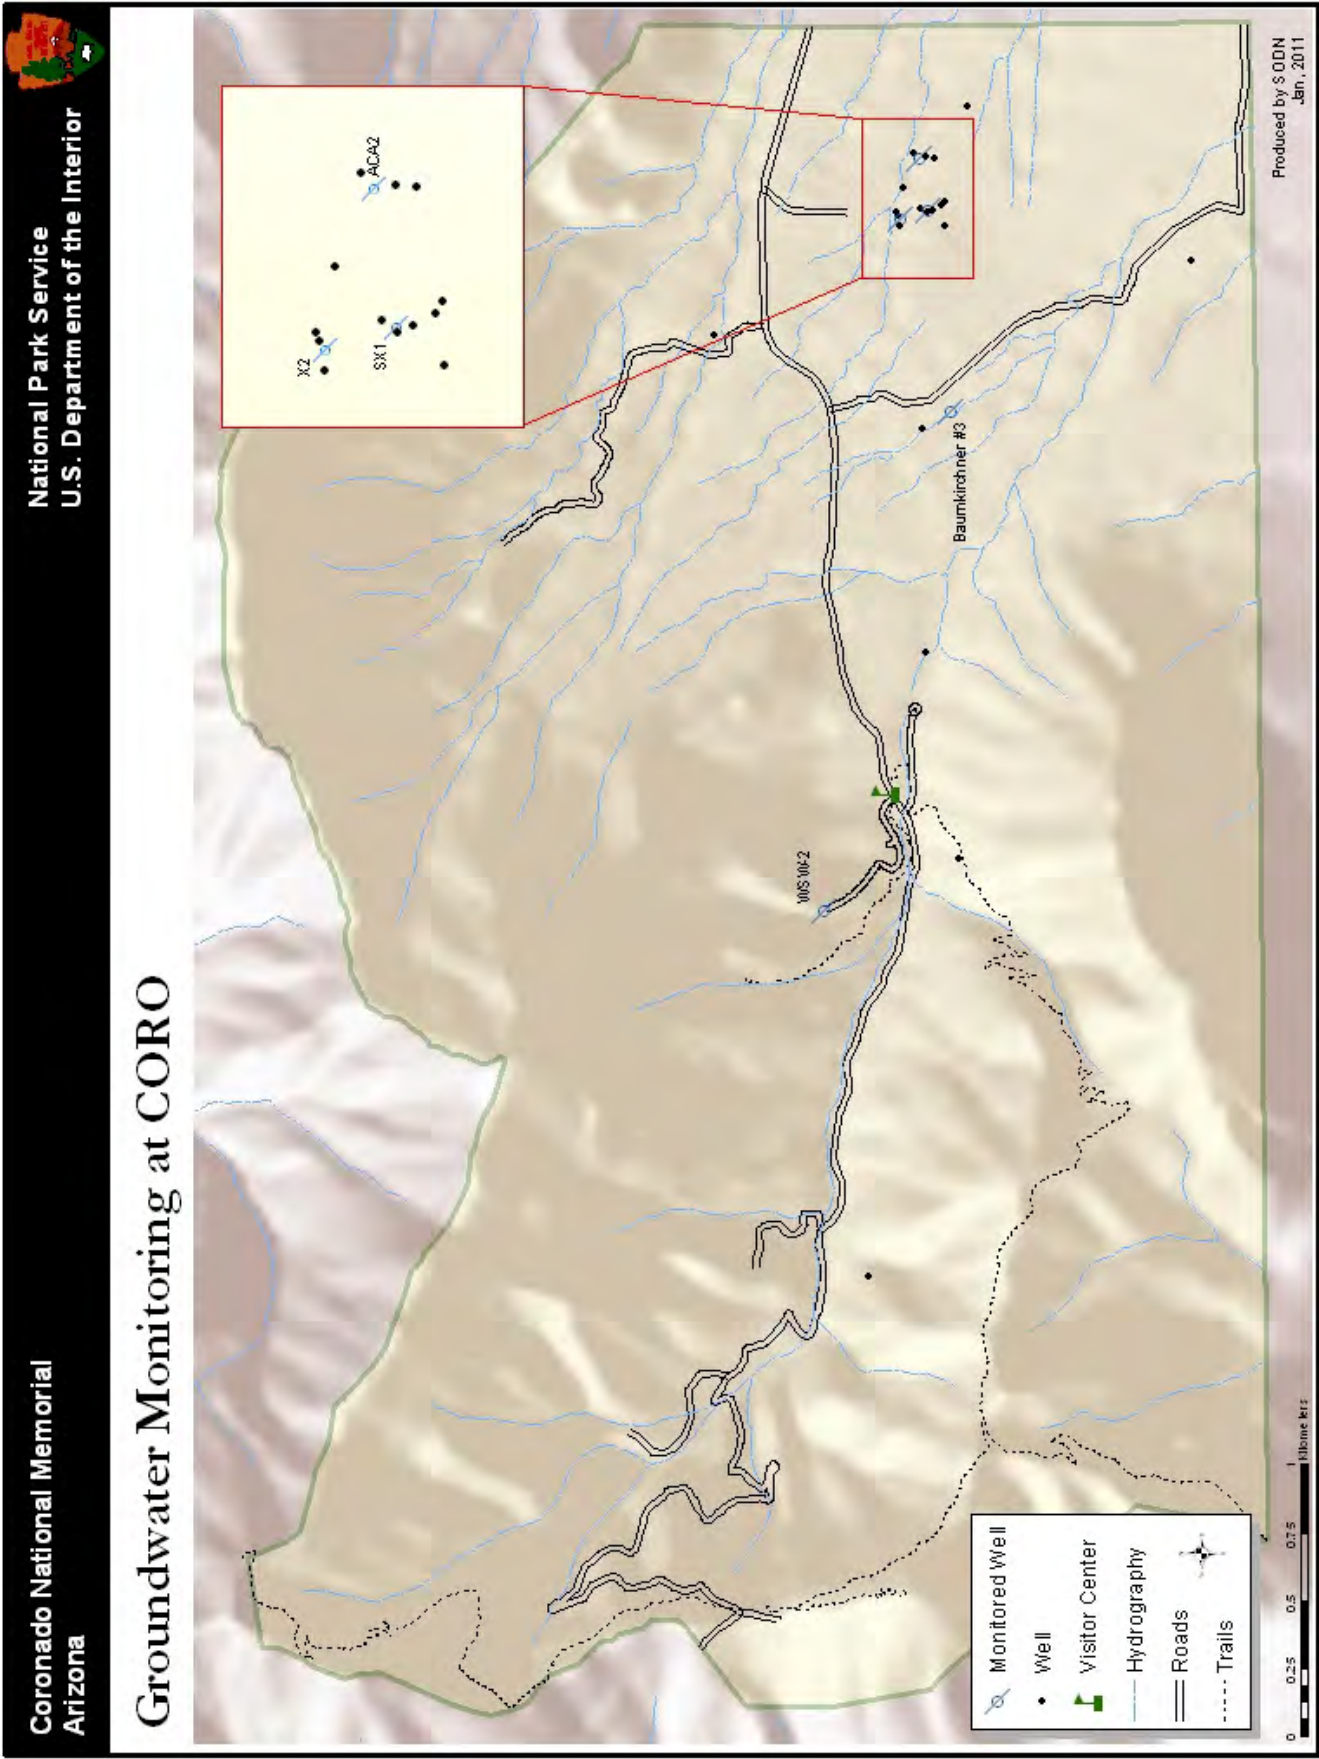 Coronado National Memorial
Arizona
National Park Service
U.S. Department of the Interior
Groundwater Monitoring at CORO
X2
SX1
ACA2
Baumkirchner #3
Monitored Well
Well
Visitor Center
Hydrography
Roads
Trails
0 0.25 0.5 0.75 1
Kilometers
Produced by SODN
Jan, 2011